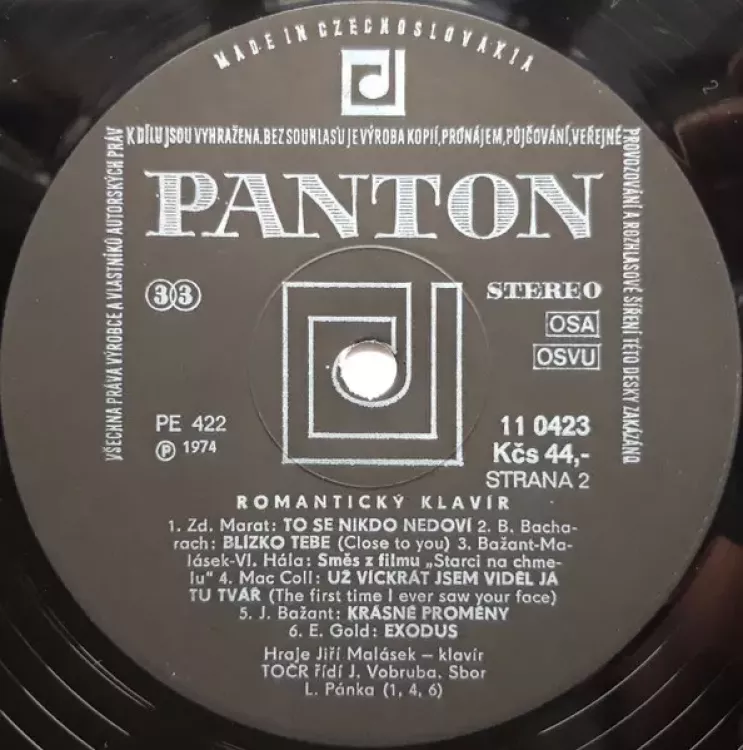 MADE IN CZECHOSLOVAKIA
2
VŠECHNA PRÁVA VÝROBCE A VLASTNÍKŮ AUTORSKÝCH PRÁV
K DÍLU JSOU VYHRAŽENA. BEZ SOUHLASU JE VÝROBA KOPIÍ, PRONÁJEM, PŮJČOVÁNÍ, VEŘEJNÉ
PROVOZOVÁNÍ A ROZHLASOVÉ ŠÍŘENÍ TÉTO DESKY ZAKÁZÁNO
PANTON
33
STEREO
OSA
OSVU
PE 422
℗ 1974
11 0423
Kčs 44,-
STRANA 2
ROMANTICKÝ KLAVÍR
1. Zd. Marat: TO SE NIKDO NEDOVÍ 2. B. Bacha-
rach: BLÍZKO TEBE (Close to you) 3. Bažant-Ma-
lásek-Vl. Hála: Směs z filmu „Starci na chme-
lu" 4. Mac Coll: UŽ VÍCKRÁT JSEM VIDĚL JÁ
TU TVÁŘ (The first time I ever saw your face)
5. J. Bažant: KRÁSNÉ PROMĚNY
6. E. Gold: EXODUS
Hraje Jiří Malásek – klavír
TOČR řídí J. Vobruba. Sbor
L. Pánka (1, 4, 6)